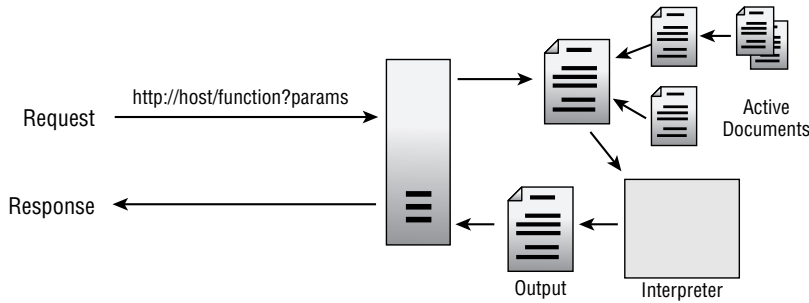 http://host/function?params
Request
Active
Documents
Response
Output
Interpreter